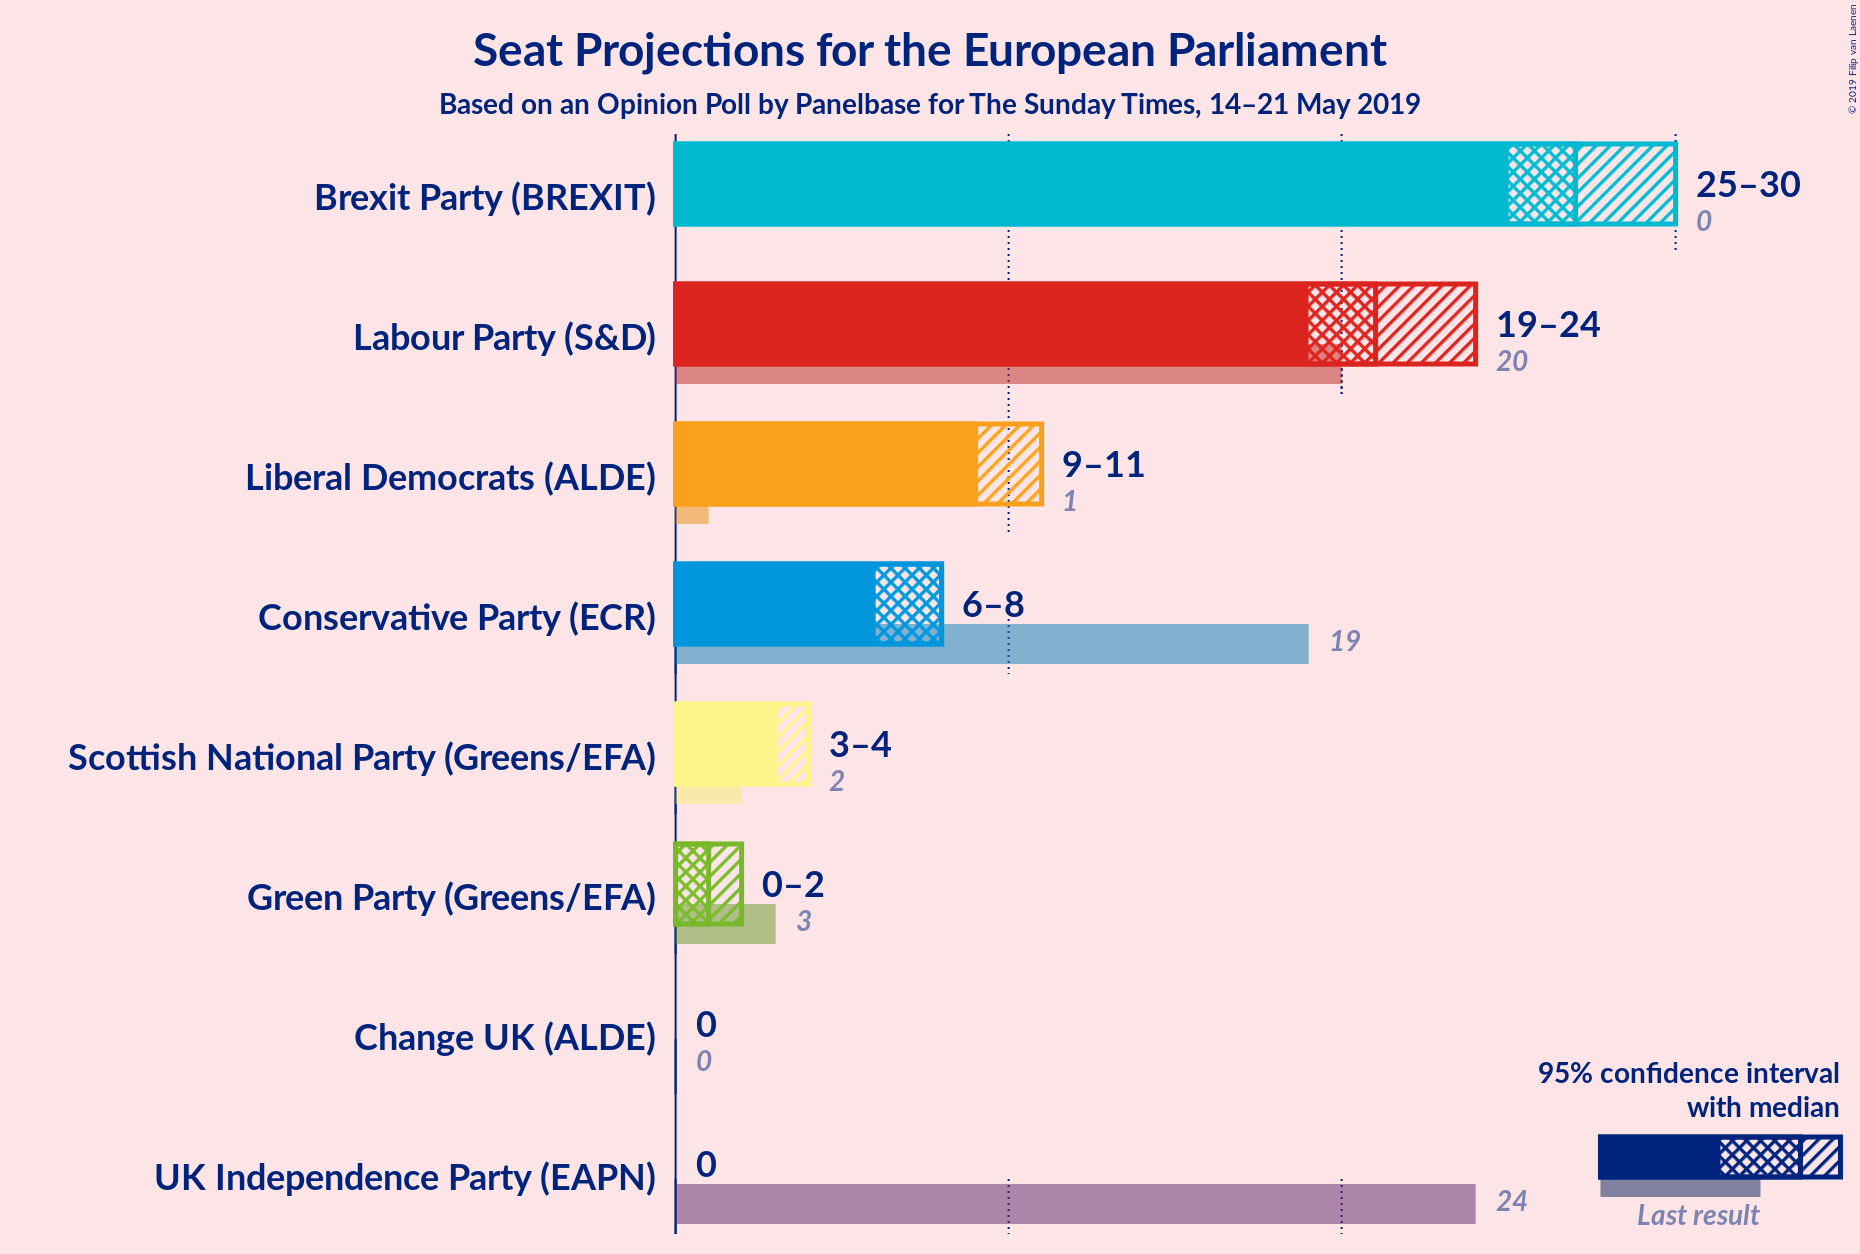 Seat Projections for the European Parliament
Based on an Opinion Poll by Panelbase for The Sunday Times, 14–21 May 2019
© 2019 Filip van Laenen
Brexit Party (BREXIT)
25–30
0
Labour Party (S&D)
19–24
20
Liberal Democrats (ALDE)
9–11
1
Conservative Party (ECR)
6–8
19
Scottish National Party (Greens/EFA)
3–4
2
Green Party (Greens/EFA)
0–2
3
Change UK (ALDE)
0
0
UK Independence Party (EAPN)
0
24
95% confidence interval
with median
Last result